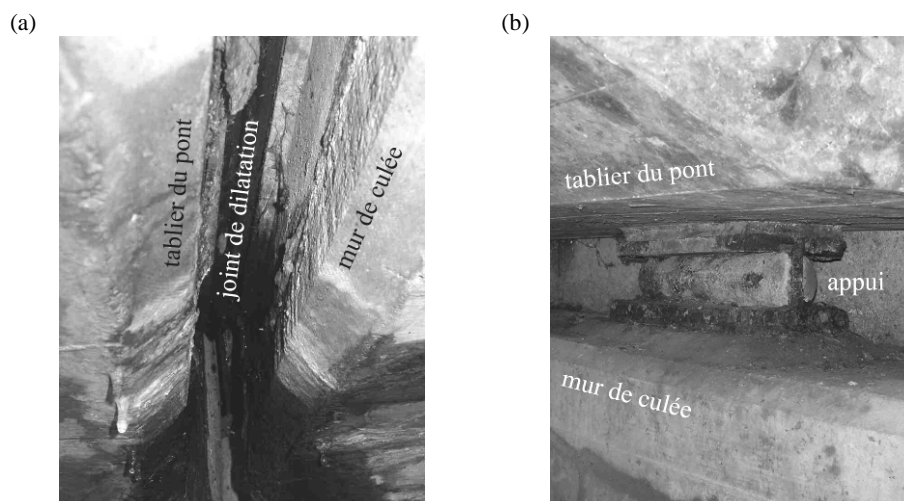 (a)
tablier du pont
joint de dilatation
mur de culée
(b)
tablier du pont
appui
mur de culée